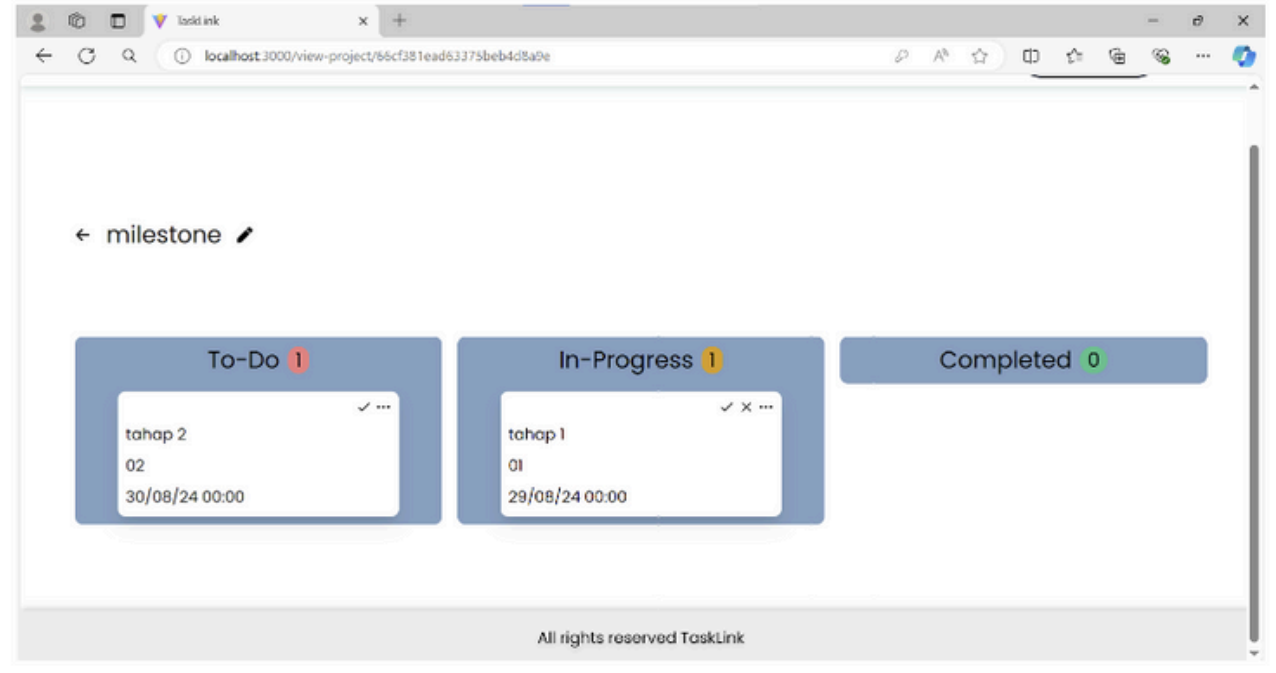 TaskLink
localhost:3000/view-project/66cf381ead63375beb4d8a9e
milestone
To-Do 1
tahap 2
02
30/08/24 00:00
In-Progress 1
tahap 1
01
29/08/24 00:00
Completed 0
All rights reserved TaskLink